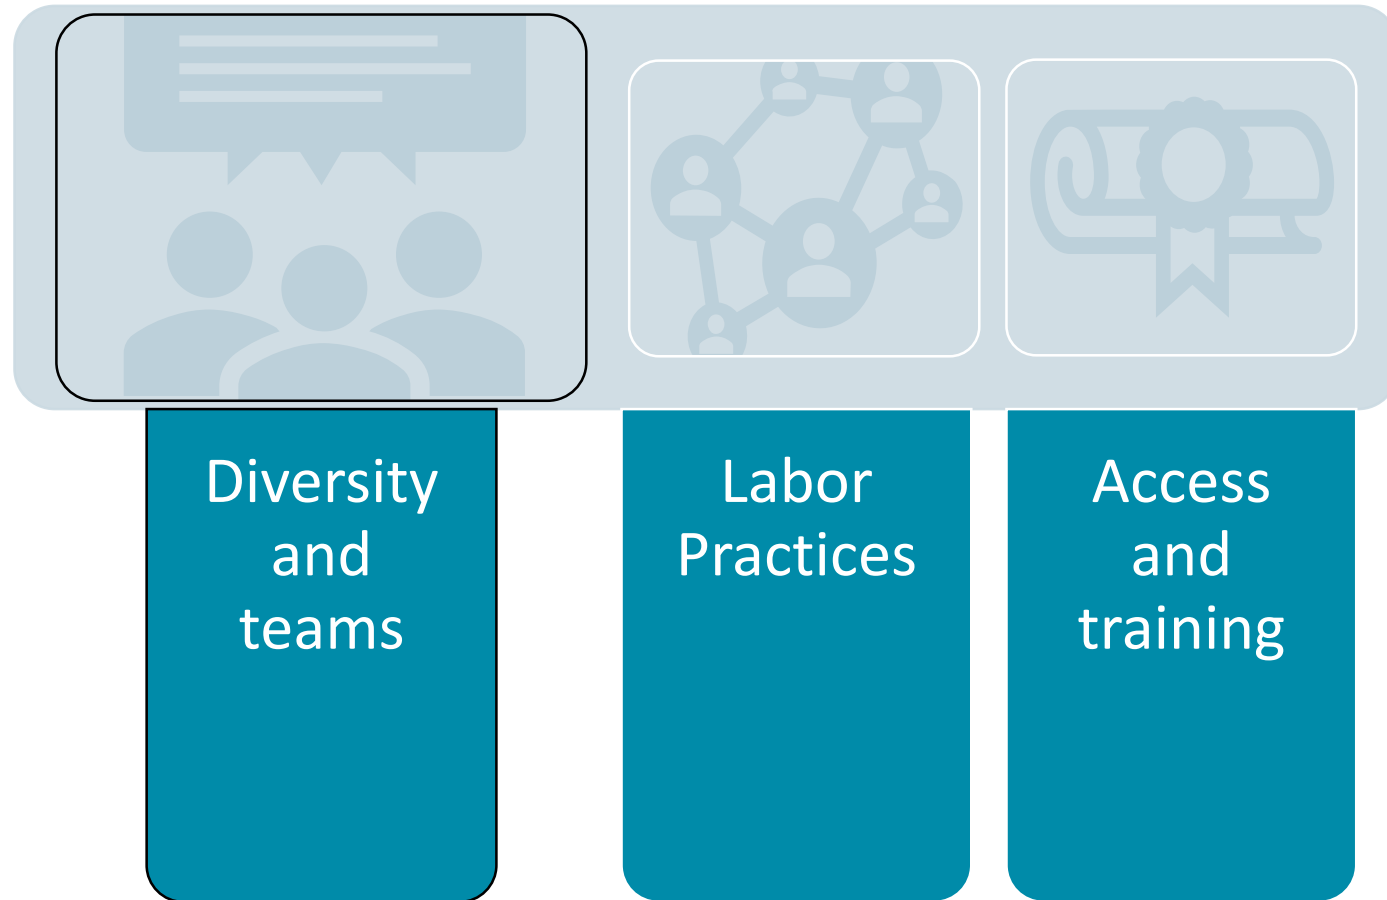 Diversity
and
teams
Labor
Practices
Access
and
training